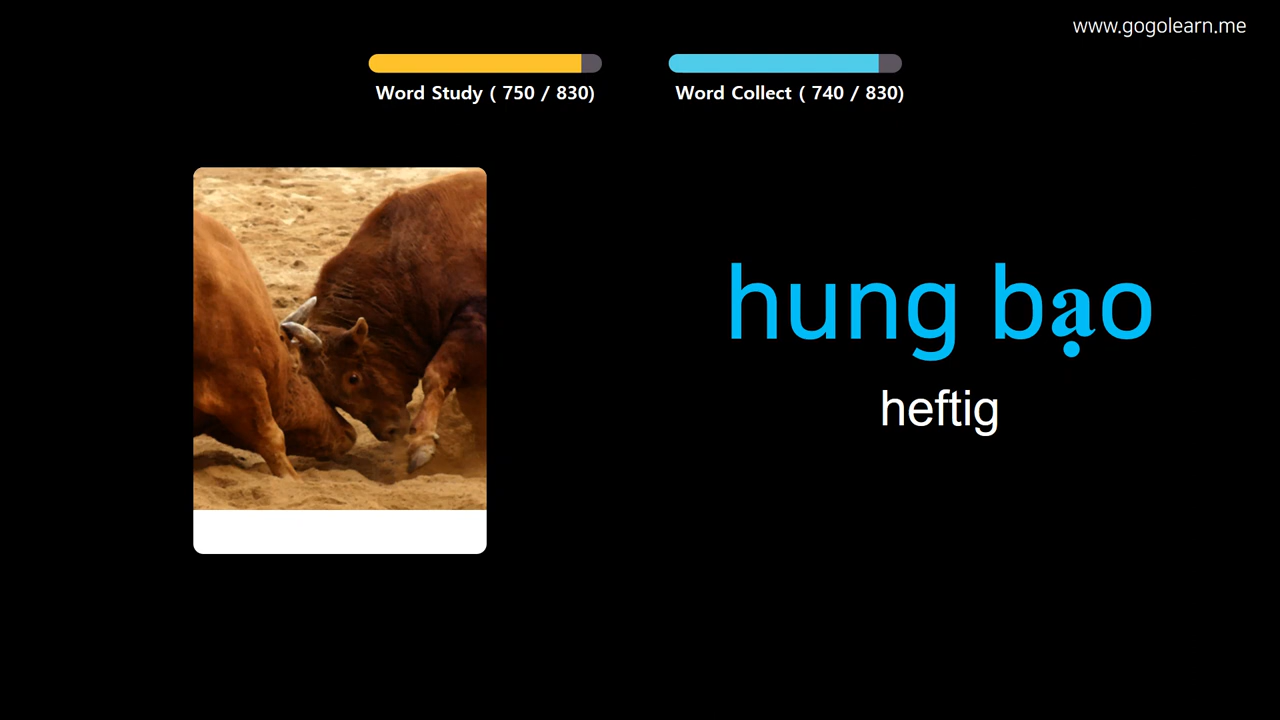 www.gogolearn.me
Word Study ( 750 / 830)
Word Collect ( 740 / 830)
hung bạo
heftig